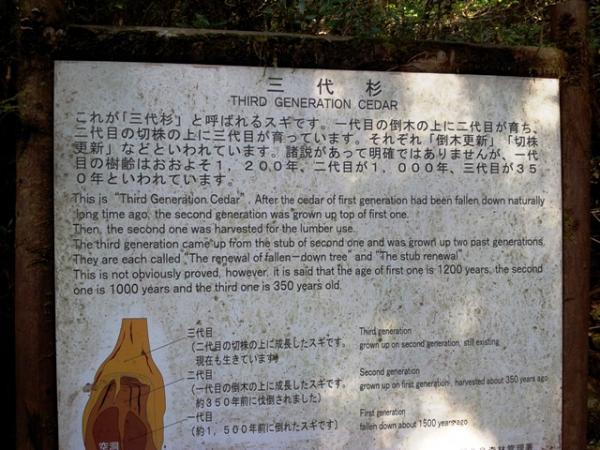 三代杉
THIRD GENERATION CEDAR
これが「三代杉」と呼ばれるスギです。一代目の倒木の上に二代目が育ち、
二代目の切株の上に三代目が育っています。それぞれ「倒木更新」「切株
更新」などといわれています。諸説があって明確ではありませんが、一代
目の樹齢はおおよそ1,200年、二代目が1,000年、三代目が35
0年といわれています。
This is "Third Generation Cedar". After the cedar of first generation had been fallen down naturally
long time ago, the second generation was grown up top of first one.
Then, the second one was harvested for the lumber use.
The third generation came up from the stub of second one and was grown up two past generations.
They are each called "The renewal of fallen-down tree" and "The stub renewal"
This is not obviously proved, however, it is said that the age of first one is 1200 years, the second
one is 1000 years and the third one is 350 years old.
三代目
(二代目の切株の上に成長したスギです。
現在も生きています)
Third generation
grown up on second generation, still existing
二代目
(一代目の倒木の上に成長したスギです。
約350年前に伐倒されました)
Second generation
grown up on first generation, harvested about 350 years ago
一代目
(約1,500年前に倒れたスギです)
First generation
fallen down about 1500 years ago
空洞
森林管理署